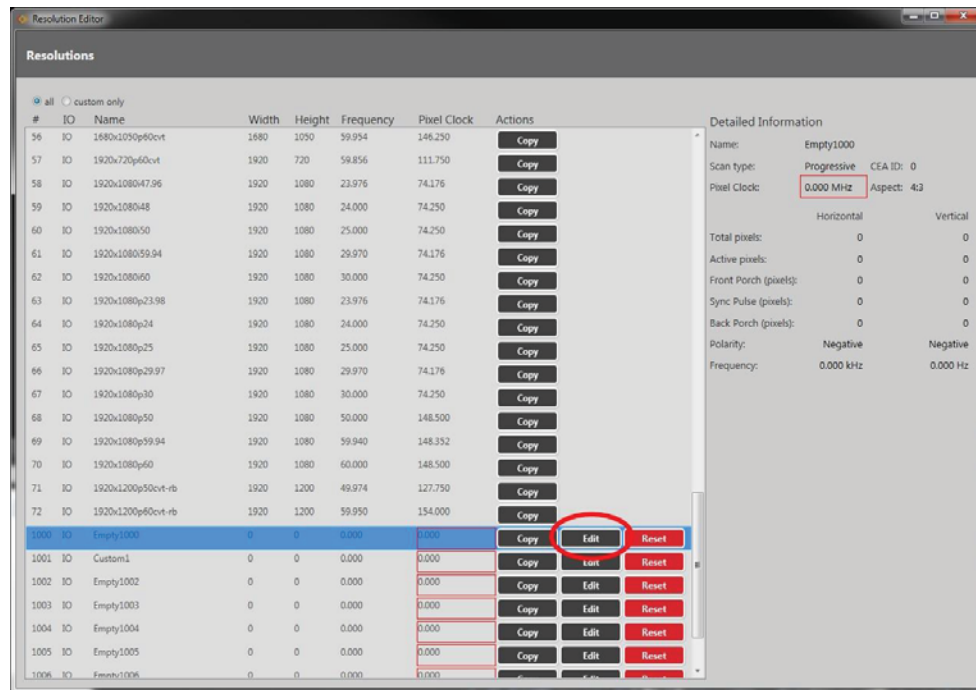 Resolution Editor
Resolutions
all custom only
# IO Name Width Height Frequency Pixel Clock Actions
56 IO 1680x1050p60cvt 1680 1050 59.954 146.250 Copy
57 IO 1920x720p60cvt 1920 720 59.856 111.750 Copy
58 IO 1920x1080i47.96 1920 1080 23.976 74.176 Copy
59 IO 1920x1080i48 1920 1080 24.000 74.250 Copy
60 IO 1920x1080i50 1920 1080 25.000 74.250 Copy
61 IO 1920x1080i59.94 1920 1080 29.970 74.176 Copy
62 IO 1920x1080i60 1920 1080 30.000 74.250 Copy
63 IO 1920x1080p23.98 1920 1080 23.976 74.176 Copy
64 IO 1920x1080p24 1920 1080 24.000 74.250 Copy
65 IO 1920x1080p25 1920 1080 25.000 74.250 Copy
66 IO 1920x1080p29.97 1920 1080 29.970 74.176 Copy
67 IO 1920x1080p30 1920 1080 30.000 74.250 Copy
68 IO 1920x1080p50 1920 1080 50.000 148.500 Copy
69 IO 1920x1080p59.94 1920 1080 59.940 148.352 Copy
70 IO 1920x1080p60 1920 1080 60.000 148.500 Copy
71 IO 1920x1200p50cvt-rb 1920 1200 49.974 127.750 Copy
72 IO 1920x1200p60cvt-rb 1920 1200 59.950 154.000 Copy
1000 IO Empty1000 0 0 0.000 0.000 Copy Edit Reset
1001 IO Custom1 0 0 0.000 0.000 Copy Edit Reset
1002 IO Empty1002 0 0 0.000 0.000 Copy Edit Reset
1003 IO Empty1003 0 0 0.000 0.000 Copy Edit Reset
1004 IO Empty1004 0 0 0.000 0.000 Copy Edit Reset
1005 IO Empty1005 0 0 0.000 0.000 Copy Edit Reset
1006 IO Empty1006 0 0 0.000 0.000
Detailed Information
Name: Empty1000
Scan type: Progressive CEA ID: 0
Pixel Clock: 0.000 MHz Aspect: 4:3
Horizontal Vertical
Total pixels: 0 0
Active pixels: 0 0
Front Porch (pixels): 0 0
Sync Pulse (pixels): 0 0
Back Porch (pixels): 0 0
Polarity: Negative Negative
Frequency: 0.000 kHz 0.000 Hz